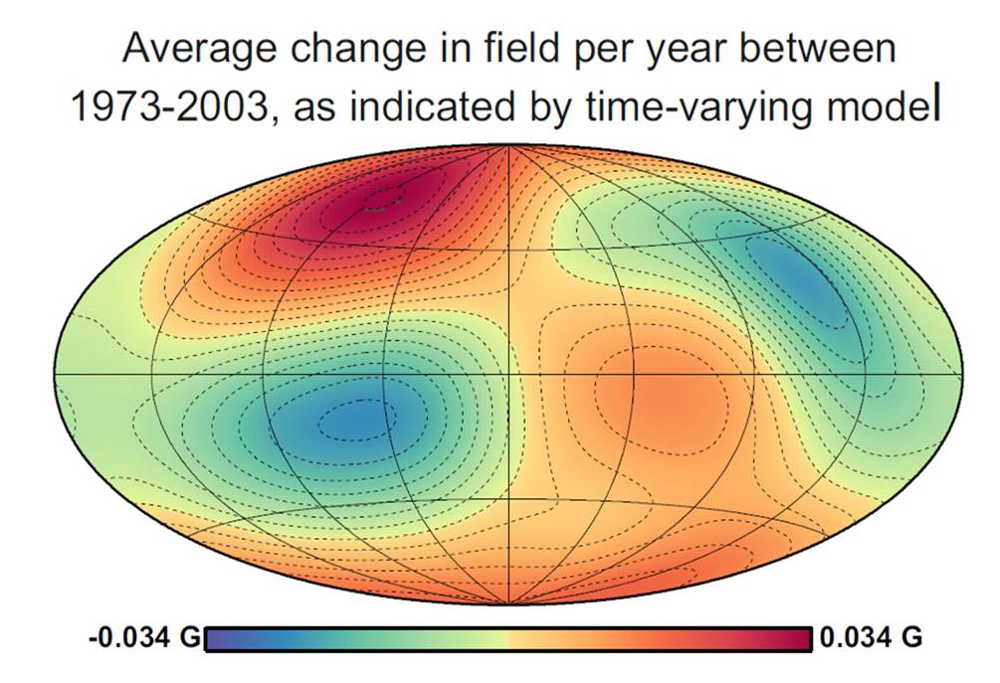 Average change in field per year between
1973-2003, as indicated by time-varying model
-0.034 G 0.034 G